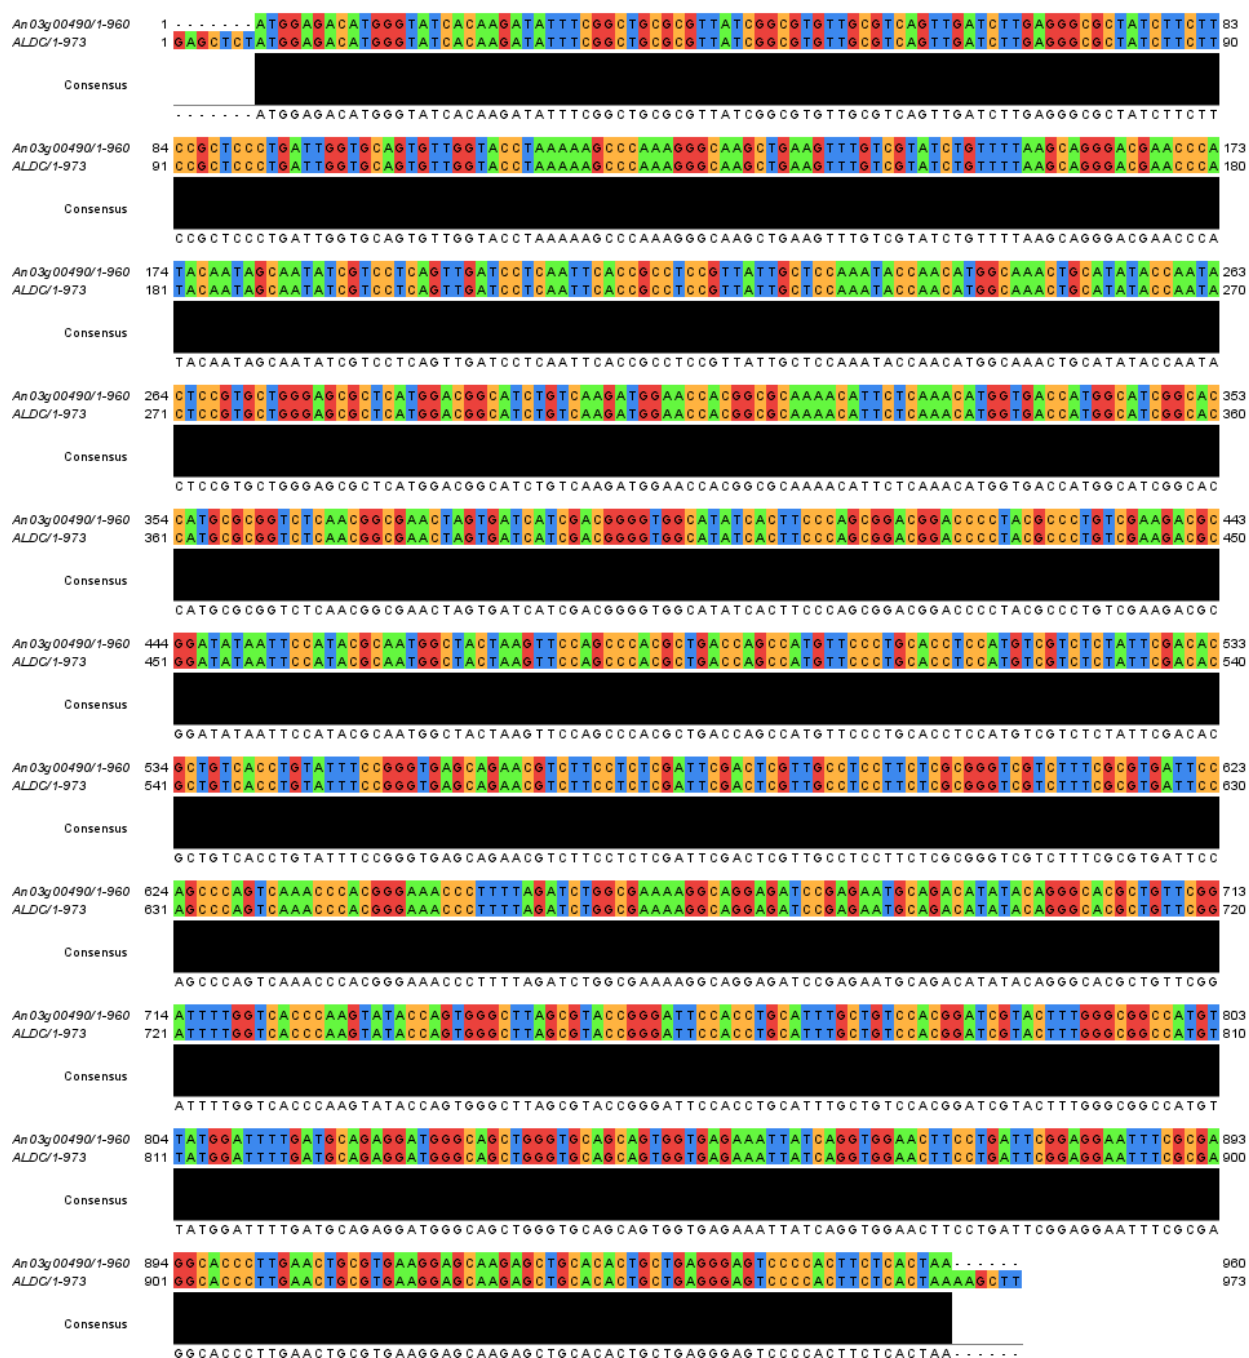 An03g00490/1-960 1 - - - - - - - ATGGAGACATGGGTATCACAAGATATTTCGGCTGCGCGTTATCGGCGTGTTGCGTCAGTTGATCTTGAGGGCGCTATCTTCTT 83
ALDC/1-973 1 GAGCTCTATGGAGACATGGGTATCACAAGATATTTCGGCTGCGCGTTATCGGCGTGTTGCGTCAGTTGATCTTGAGGGCGCTATCTTCTT 90
Consensus
- - - - - - - ATGGAGACATGGGTATCACAAGATATTTCGGCTGCGCGTTATCGGCGTGTTGCGTCAGTTGATCTTGAGGGCGCTATCTTCTT
An03g00490/1-960 84 CCGCTCCCTGATTGGTGCAGTGTTGGTACCTAAAAAGCCCAAAGGGCAAGCTGAAGTTTGTCGTATCTGTTTTAAGCAGGGACGAACCCA 173
ALDC/1-973 91 CCGCTCCCTGATTGGTGCAGTGTTGGTACCTAAAAAGCCCAAAGGGCAAGCTGAAGTTTGTCGTATCTGTTTTAAGCAGGGACGAACCCA 180
Consensus
CCGCTCCCTGATTGGTGCAGTGTTGGTACCTAAAAAGCCCAAAGGGCAAGCTGAAGTTTGTCGTATCTGTTTTAAGCAGGGACGAACCCA
An03g00490/1-960 174 TACAATAGCAATATCGTCCTCAGTTGATCCTCAATTCACCGCCTCCGTTATTGCTCCAAATACCAACATGGCAAACTGCATATACCAATA 263
ALDC/1-973 181 TACAATAGCAATATCGTCCTCAGTTGATCCTCAATTCACCGCCTCCGTTATTGCTCCAAATACCAACATGGCAAACTGCATATACCAATA 270
Consensus
TACAATAGCAATATCGTCCTCAGTTGATCCTCAATTCACCGCCTCCGTTATTGCTCCAAATACCAACATGGCAAACTGCATATACCAATA
An03g00490/1-960 264 CTCCGTGCTGGGAGCGCTCATGGACGGCATCTGTCAAGATGGAACCACGGCGCAAAACATTCTCAAACATGGTGACCATGGCATCGGCAC 353
ALDC/1-973 271 CTCCGTGCTGGGAGCGCTCATGGACGGCATCTGTCAAGATGGAACCACGGCGCAAAACATTCTCAAACATGGTGACCATGGCATCGGCAC 360
Consensus
CTCCGTGCTGGGAGCGCTCATGGACGGCATCTGTCAAGATGGAACCACGGCGCAAAACATTCTCAAACATGGTGACCATGGCATCGGCAC
An03g00490/1-960 354 CATGCGCGGTCTCAACGGCGAACTAGTGATCATCGACGGGGTGGCATATCACTTCCCAGCGGACGGACCCCTACGCCCTGTCGAAGACGC 443
ALDC/1-973 361 CATGCGCGGTCTCAACGGCGAACTAGTGATCATCGACGGGGTGGCATATCACTTCCCAGCGGACGGACCCCTACGCCCTGTCGAAGACGC 450
Consensus
CATGCGCGGTCTCAACGGCGAACTAGTGATCATCGACGGGGTGGCATATCACTTCCCAGCGGACGGACCCCTACGCCCTGTCGAAGACGC
An03g00490/1-960 444 GGATATAATTCCATACGCAATGGCTACTAAGTTCCAGCCCACGCTGACCAGCCATGTTCCCTGCACCTCCATGTCGTCTCTATTCGACAC 533
ALDC/1-973 451 GGATATAATTCCATACGCAATGGCTACTAAGTTCCAGCCCACGCTGACCAGCCATGTTCCCTGCACCTCCATGTCGTCTCTATTCGACAC 540
Consensus
GGATATAATTCCATACGCAATGGCTACTAAGTTCCAGCCCACGCTGACCAGCCATGTTCCCTGCACCTCCATGTCGTCTCTATTCGACAC
An03g00490/1-960 534 GCTGTCACCTGTATTTCCGGGTGAGCAGAACGTCTTCCTCTCGATTCGACTCGTTGCCTCCTTCTCGCGGGTCGTCTTTCGCGTGATTCC 623
ALDC/1-973 541 GCTGTCACCTGTATTTCCGGGTGAGCAGAACGTCTTCCTCTCGATTCGACTCGTTGCCTCCTTCTCGCGGGTCGTCTTTCGCGTGATTCC 630
Consensus
GCTGTCACCTGTATTTCCGGGTGAGCAGAACGTCTTCCTCTCGATTCGACTCGTTGCCTCCTTCTCGCGGGTCGTCTTTCGCGTGATTCC
An03g00490/1-960 624 AGCCCAGTCAAACCCACGGGAAACCCTTTTAGATCTGGCGAAAAGGCAGGAGATCCGAGAATGCAGACATATACAGGGCACGCTGTTCGG 713
ALDC/1-973 631 AGCCCAGTCAAACCCACGGGAAACCCTTTTAGATCTGGCGAAAAGGCAGGAGATCCGAGAATGCAGACATATACAGGGCACGCTGTTCGG 720
Consensus
AGCCCAGTCAAACCCACGGGAAACCCTTTTAGATCTGGCGAAAAGGCAGGAGATCCGAGAATGCAGACATATACAGGGCACGCTGTTCGG
An03g00490/1-960 714 ATTTTGGTCACCCAAGTATACCAGTGGGCTTAGCGTACCGGGATTCCACCTGCATTTGCTGTCCACGGATCGTACTTTGGGCGGCCATGT 803
ALDC/1-973 721 ATTTTGGTCACCCAAGTATACCAGTGGGCTTAGCGTACCGGGATTCCACCTGCATTTGCTGTCCACGGATCGTACTTTGGGCGGCCATGT 810
Consensus
ATTTTGGTCACCCAAGTATACCAGTGGGCTTAGCGTACCGGGATTCCACCTGCATTTGCTGTCCACGGATCGTACTTTGGGCGGCCATGT
An03g00490/1-960 804 TATGGATTTTGATGCAGAGGATGGGCAGCTGGGTGCAGCAGTGGTGAGAAATTATCAGGTGGAACTTCCTGATTCGGAGGAATTTCGCGA 893
ALDC/1-973 811 TATGGATTTTGATGCAGAGGATGGGCAGCTGGGTGCAGCAGTGGTGAGAAATTATCAGGTGGAACTTCCTGATTCGGAGGAATTTCGCGA 900
Consensus
TATGGATTTTGATGCAGAGGATGGGCAGCTGGGTGCAGCAGTGGTGAGAAATTATCAGGTGGAACTTCCTGATTCGGAGGAATTTCGCGA
An03g00490/1-960 894 GGCACCCTTGAACTGCGTGAAGGAGCAAGAGCTGCACACTGCTGAGGGAGTCCCCACTTCTCACTAA - - - - - - 960
ALDC/1-973 901 GGCACCCTTGAACTGCGTGAAGGAGCAAGAGCTGCACACTGCTGAGGGAGTCCCCACTTCTCACTAAAAGCTT 973
Consensus
GGCACCCTTGAACTGCGTGAAGGAGCAAGAGCTGCACACTGCTGAGGGAGTCCCCACTTCTCACTAA - - - - - -